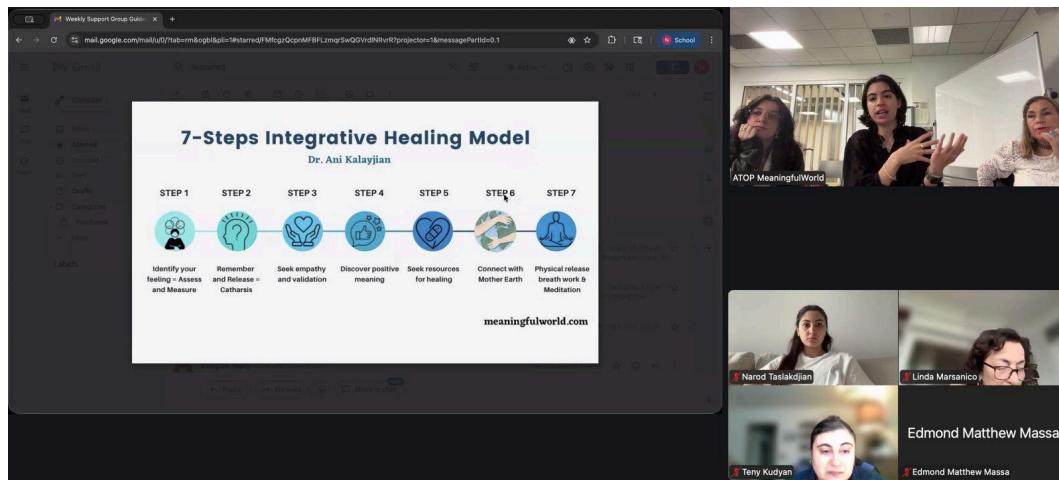 Weekly Support Group Guide
mail.google.com/mail/u/0/?tab=rm&ogbl&pli=1#starred/FMfcgzQcpnMFBFLzmqrSwQGVrdlNRvrR?projector=1&messagePartId=0.1
School
7-Steps Integrative Healing Model
Dr. Ani Kalayjian
STEP 1 STEP 2 STEP 3 STEP 4 STEP 5 STEP 6 STEP 7
Identify your Remember Seek empathy Discover positive Seek resources Connect with Physical release
feeling = Assess and Release = and validation meaning for healing Mother Earth breath work &
and Measure Catharsis Meditation
meaningfulworld.com
Labels
Reply Forward
ATOP MeaningfulWorld
Narod Taslakdjian
Linda Marsanico
Teny Kudyan
Edmond Matthew Massa
Edmond Matthew Massa